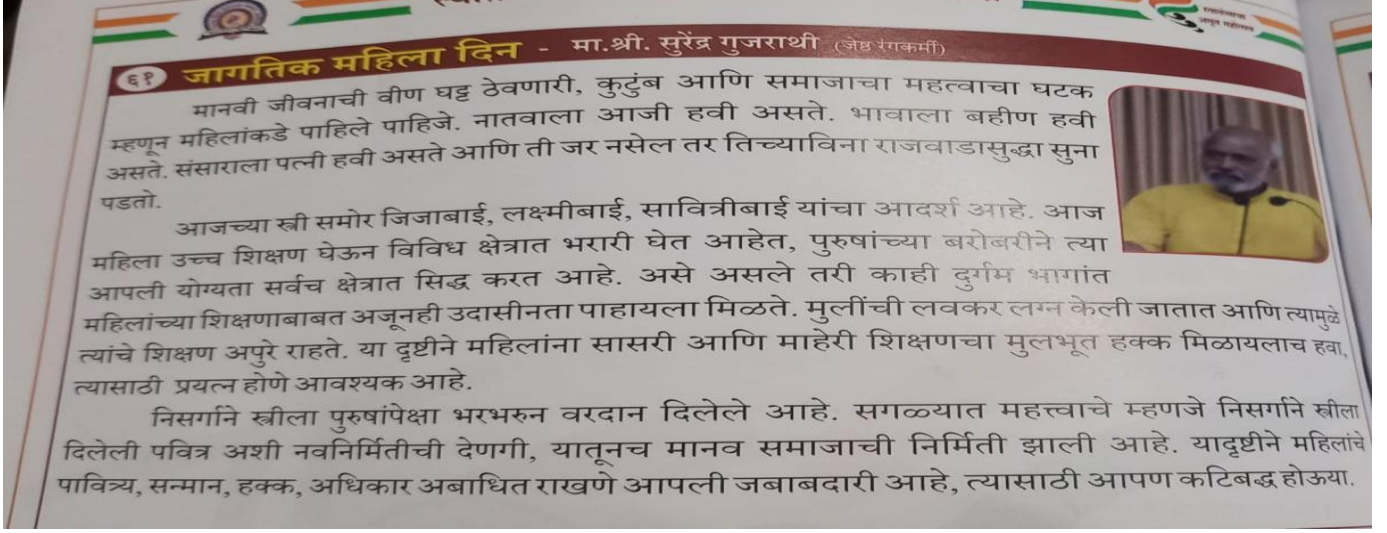 स्वातंत्र्याचा
अमृत महोत्सव
६१ जागतिक महिला दिन - मा.श्री. सुरेंद्र गुजराथी (जेष्ठ रंगकर्मी)
मानवी जीवनाची वीण घट्ट ठेवणारी, कुटुंब आणि समाजाचा महत्वाचा घटक
म्हणून महिलांकडे पाहिले पाहिजे. नातवाला आजी हवी असते. भावाला बहीण हवी
असते. संसाराला पत्नी हवी असते आणि ती जर नसेल तर तिच्याविना राजवाडासुद्धा सुना
पडतो.
आजच्या स्त्री समोर जिजाबाई, लक्ष्मीबाई, सावित्रीबाई यांचा आदर्श आहे. आज
महिला उच्च शिक्षण घेऊन विविध क्षेत्रात भरारी घेत आहेत, पुरुषांच्या बरोबरीने त्या
आपली योग्यता सर्वच क्षेत्रात सिद्ध करत आहे. असे असले तरी काही दुर्गम भागांत
महिलांच्या शिक्षणाबाबत अजूनही उदासीनता पाहायला मिळते. मुलींची लवकर लग्न केली जातात आणि त्यामुळे
त्यांचे शिक्षण अपुरे राहते. या दृष्टीने महिलांना सासरी आणि माहेरी शिक्षणचा मुलभूत हक्क मिळायलाच हवा,
त्यासाठी प्रयत्न होणे आवश्यक आहे.
निसर्गाने स्त्रीला पुरुषांपेक्षा भरभरुन वरदान दिलेले आहे. सगळ्यात महत्त्वाचे म्हणजे निसर्गाने स्त्रीला
दिलेली पवित्र अशी नवनिर्मितीची देणगी, यातूनच मानव समाजाची निर्मिती झाली आहे. यादृष्टीने महिलांचे
पावित्र्य, सन्मान, हक्क, अधिकार अबाधित राखणे आपली जबाबदारी आहे, त्यासाठी आपण कटिबद्ध होऊया.